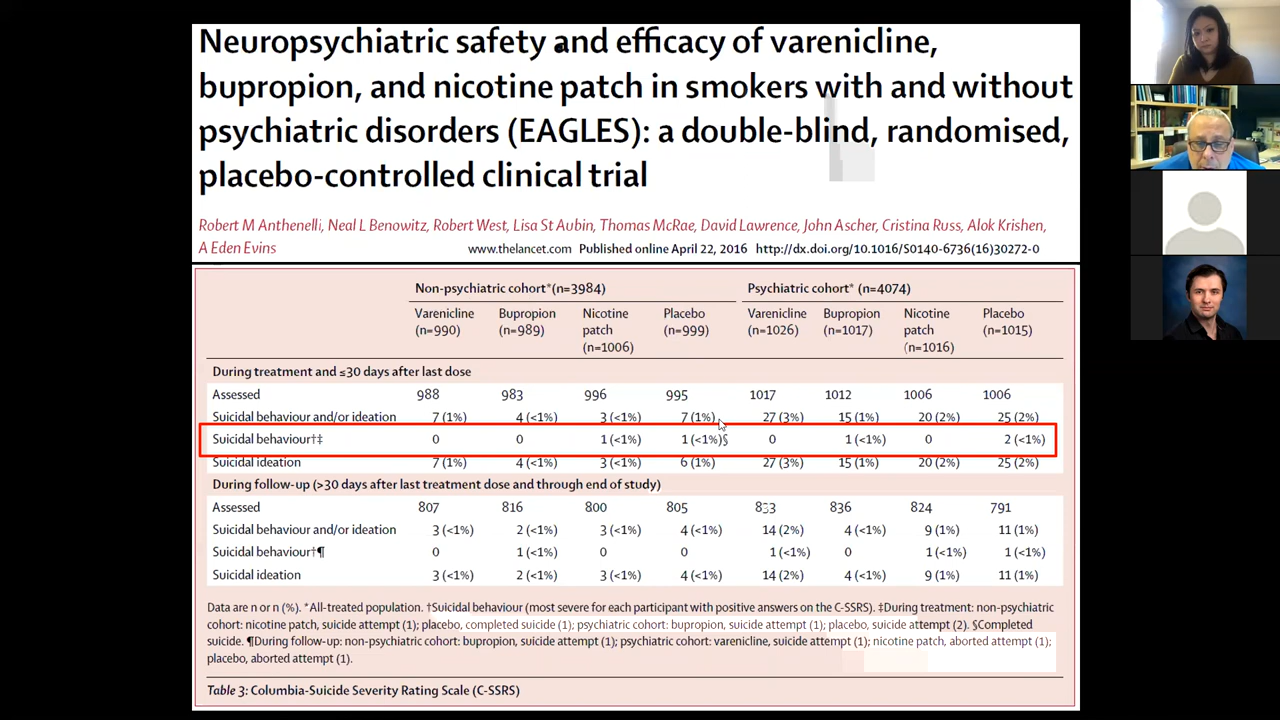 Neuropsychiatric safety and efficacy of varenicline,
bupropion, and nicotine patch in smokers with and without
psychiatric disorders (EAGLES): a double-blind, randomised,
placebo-controlled clinical trial
Robert M Anthenelli, Neal L Benowitz, Robert West, Lisa St Aubin, Thomas McRae, David Lawrence, John Ascher, Cristina Russ, Alok Krishen,
A Eden Evins www.thelancet.com Published online April 22, 2016 http://dx.doi.org/10.1016/S0140-6736(16)30272-0
Non-psychiatric cohort*(n=3984) Psychiatric cohort* (n=4074)
Varenicline Bupropion Nicotine Placebo Varenicline Bupropion Nicotine Placebo
(n=990) (n=989) patch (n=999) (n=1026) (n=1017) patch (n=1015)
(n=1006) (n=1016)
During treatment and ≤30 days after last dose
Assessed 988 983 996 995 1017 1012 1006 1006
Suicidal behaviour and/or ideation 7 (1%) 4 (<1%) 3 (<1%) 7 (1%) 27 (3%) 15 (1%) 20 (2%) 25 (2%)
Suicidal behaviour†‡ 0 0 1 (<1%) 1 (<1%)§ 0 1 (<1%) 0 2 (<1%)
Suicidal ideation 7 (1%) 4 (<1%) 3 (<1%) 6 (1%) 27 (3%) 15 (1%) 20 (2%) 25 (2%)
During follow-up (>30 days after last treatment dose and through end of study)
Assessed 807 816 800 805 833 836 824 791
Suicidal behaviour and/or ideation 3 (<1%) 2 (<1%) 3 (<1%) 4 (<1%) 14 (2%) 4 (<1%) 9 (1%) 11 (1%)
Suicidal behaviour†¶ 0 1 (<1%) 0 0 1 (<1%) 0 1 (<1%) 1 (<1%)
Suicidal ideation 3 (<1%) 2 (<1%) 3 (<1%) 4 (<1%) 14 (2%) 4 (<1%) 9 (1%) 11 (1%)
Data are n or n (%). *All-treated population. †Suicidal behaviour (most severe for each participant with positive answers on the C-SSRS). ‡During treatment: non-psychiatric
cohort: nicotine patch, suicide attempt (1); placebo, completed suicide (1); psychiatric cohort: bupropion, suicide attempt (1); placebo, suicide attempt (2). §Completed
suicide. ¶During follow-up: non-psychiatric cohort: bupropion, suicide attempt (1); psychiatric cohort: varenicline, suicide attempt (1); nicotine patch, aborted attempt (1);
placebo, aborted attempt (1).
Table 3: Columbia-Suicide Severity Rating Scale (C-SSRS)